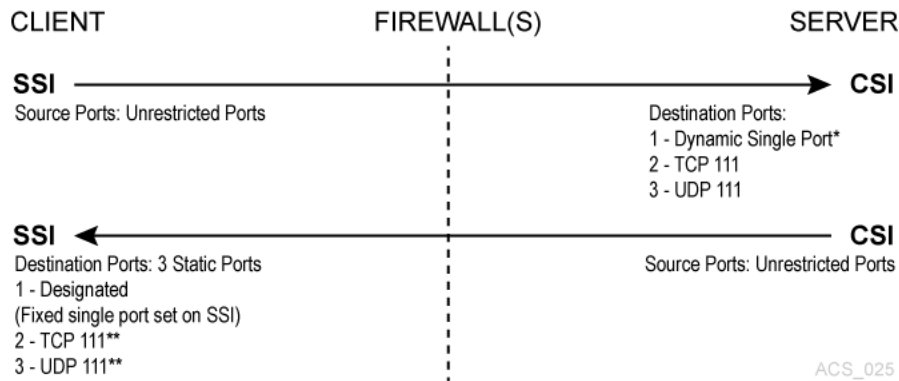 CLIENT FIREWALL(S) SERVER
SSI CSI
Source Ports: Unrestricted Ports
Destination Ports:
1 - Dynamic Single Port*
2 - TCP 111
3 - UDP 111
SSI CSI
Destination Ports: 3 Static Ports
Source Ports: Unrestricted Ports
1 - Designated
(Fixed single port set on SSI)
2 - TCP 111**
3 - UDP 111**
ACS_025